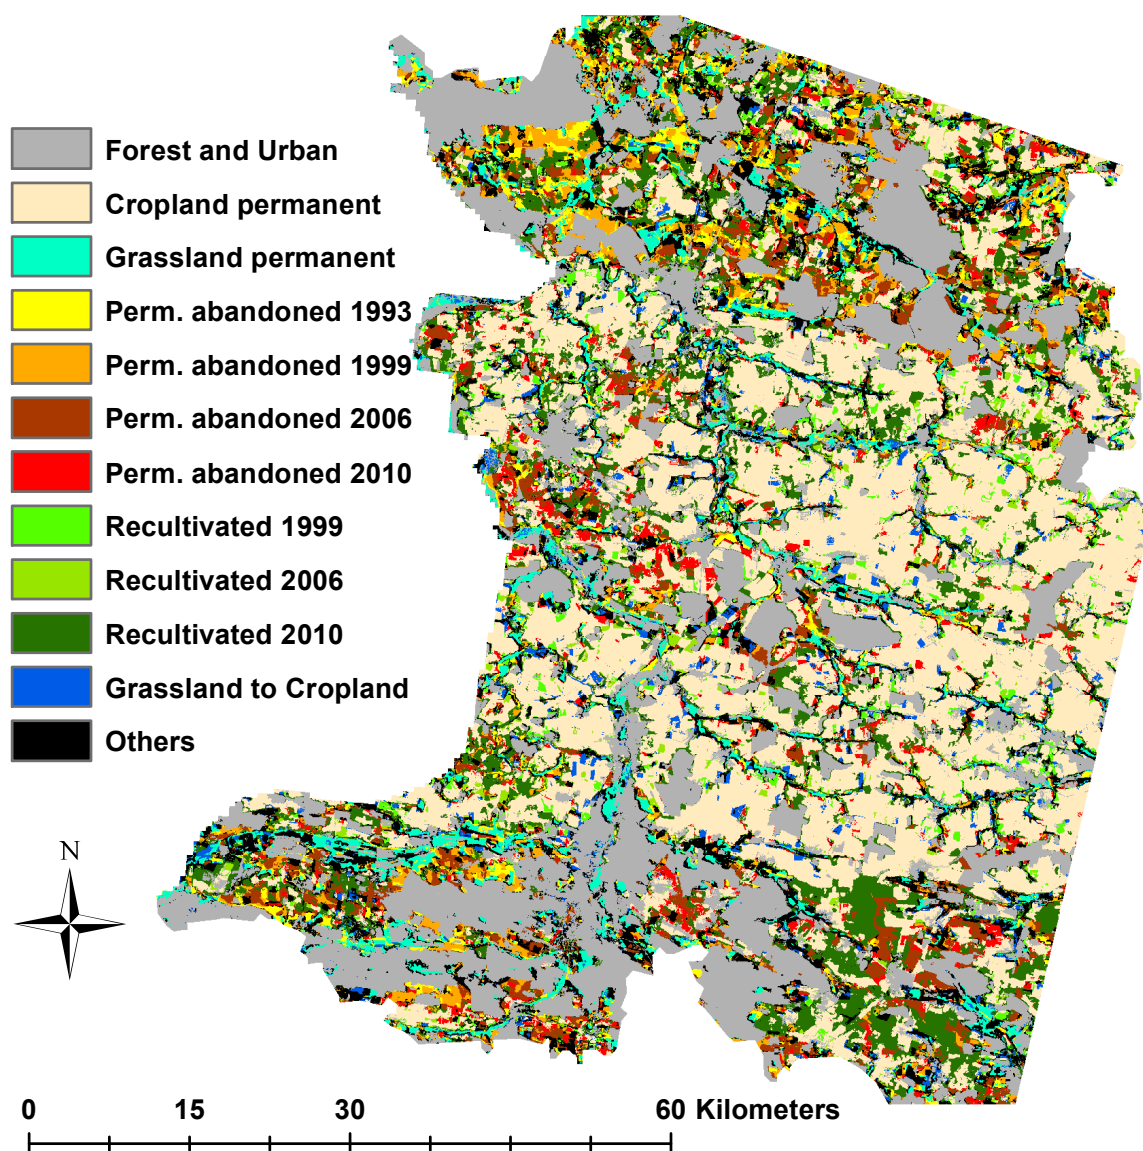 Forest and Urban
Cropland permanent
Grassland permanent
Perm. abandoned 1993
Perm. abandoned 1999
Perm. abandoned 2006
Perm. abandoned 2010
Recultivated 1999
Recultivated 2006
Recultivated 2010
Grassland to Cropland
Others
N
0 15 30 60 Kilometers